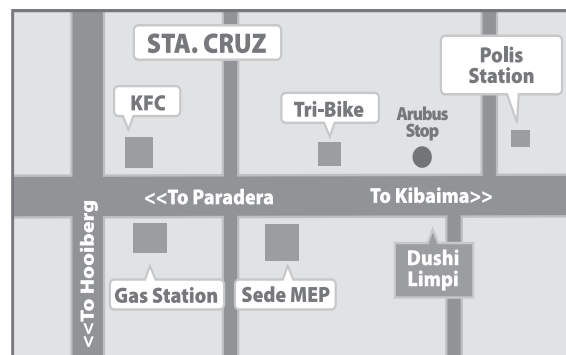 STA. CRUZ
Polis
Station
KFC
Tri-Bike
Arubus
Stop
<<To Paradera
To Kibaima>>
<<To Hooiberg
Gas Station
Sede MEP
Dushi
Limpi